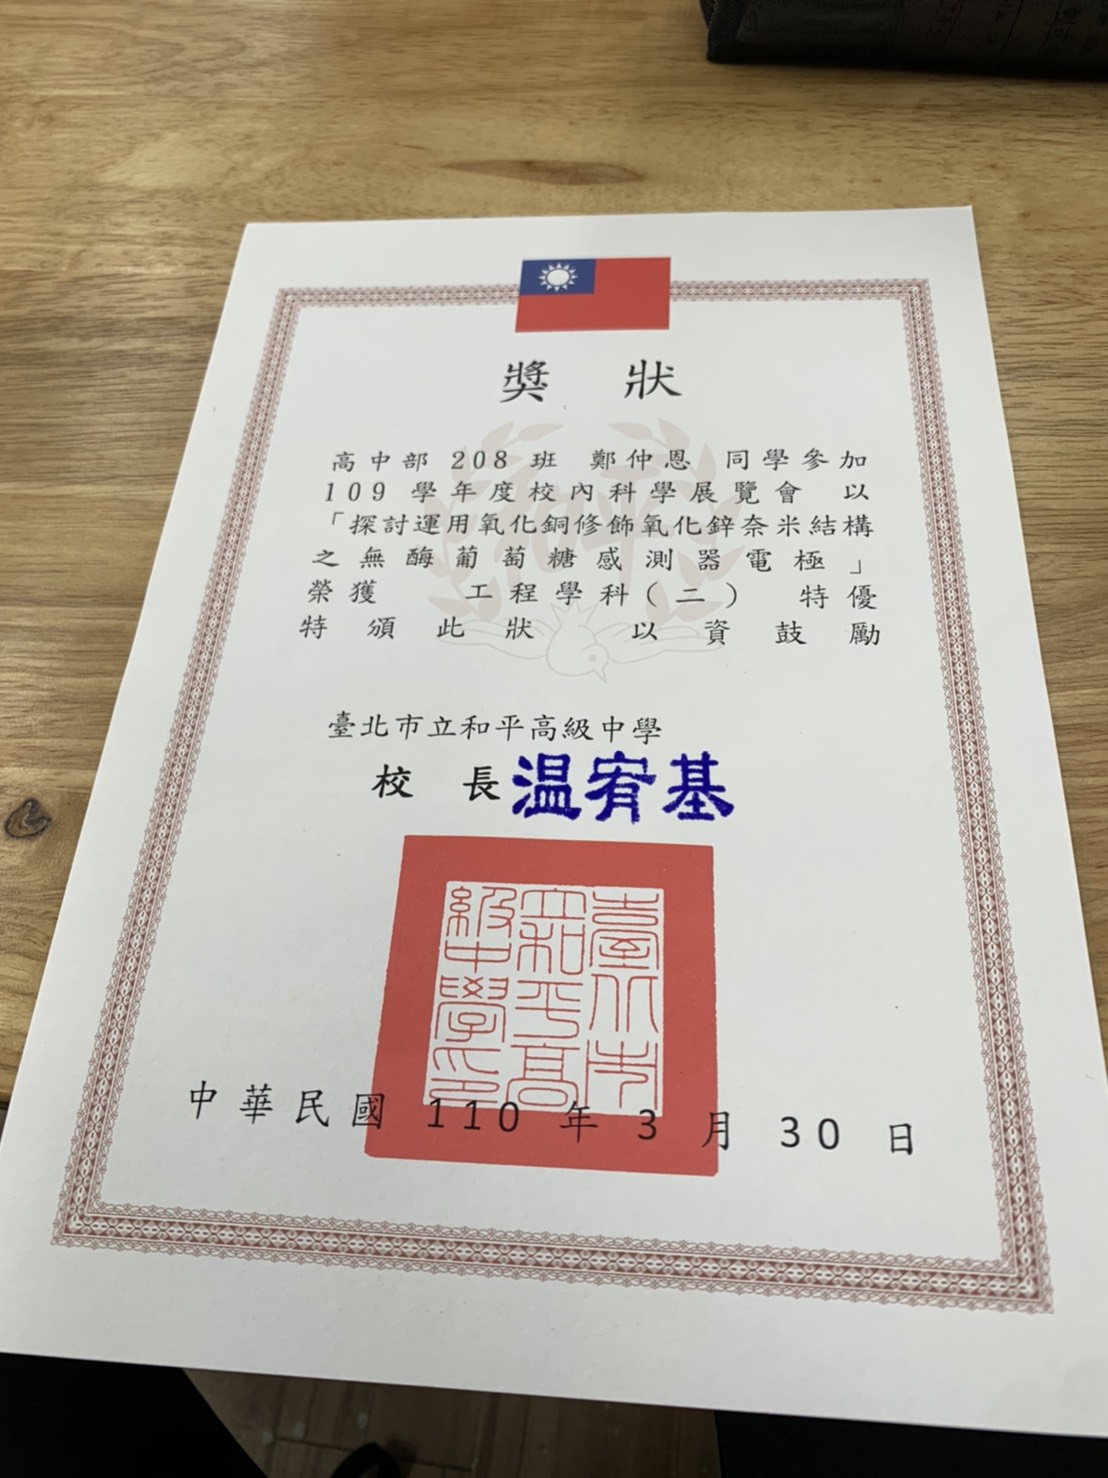 獎 狀
高中部 208 班 鄭仲恩 同學參加
109 學年度校內科學展覽會 以
「探討運用氧化銅修飾氧化鋅奈米結構
之無酶葡萄糖感測器電極」
榮獲 工程學科(二) 特優
特頒此狀 以資鼓勵
臺北市立和平高級中學
校 長 温宥基
臺北市立和平高級中學印
中華民國 110 年 3 月 30 日